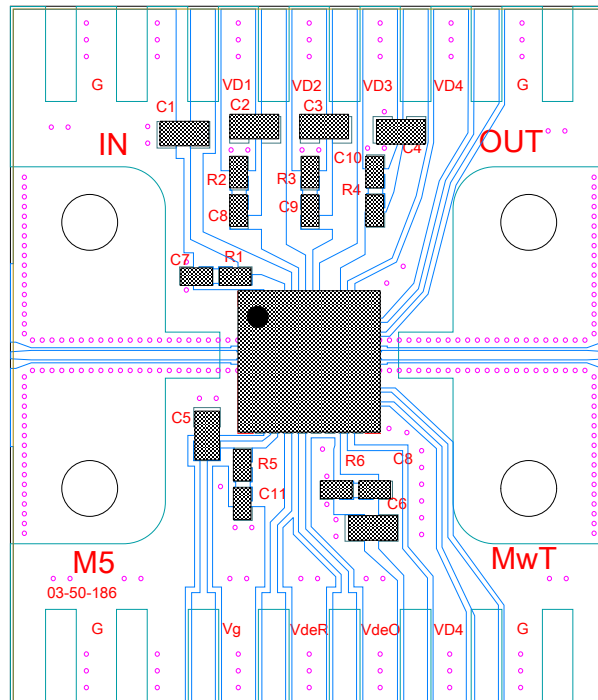 G VD1 VD2 VD3 VD4 G
C1 C2 C3 C4
IN OUT
C10
R2 R3 R4
C8 C9
C7 R1
C5
R5 R6 C8
C11 C6
M5 MwT
03-50-186
G Vg VdeR VdeO VD4 G